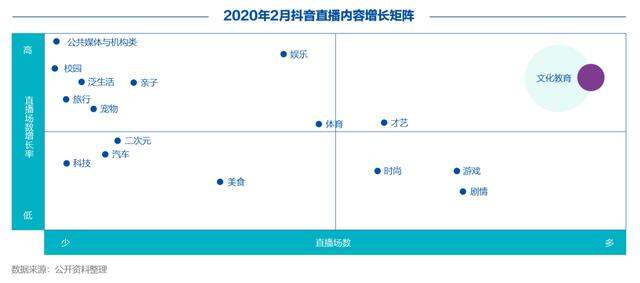 2020年2月抖音直播内容增长矩阵
高
公共媒体与机构类
娱乐
校园
泛生活
亲子
文化教育
旅行
宠物
体育
才艺
直播场数增长率
二次元
汽车
科技
时尚
游戏
美食
剧情
低
少
直播场数
多
数据来源：公开资料整理